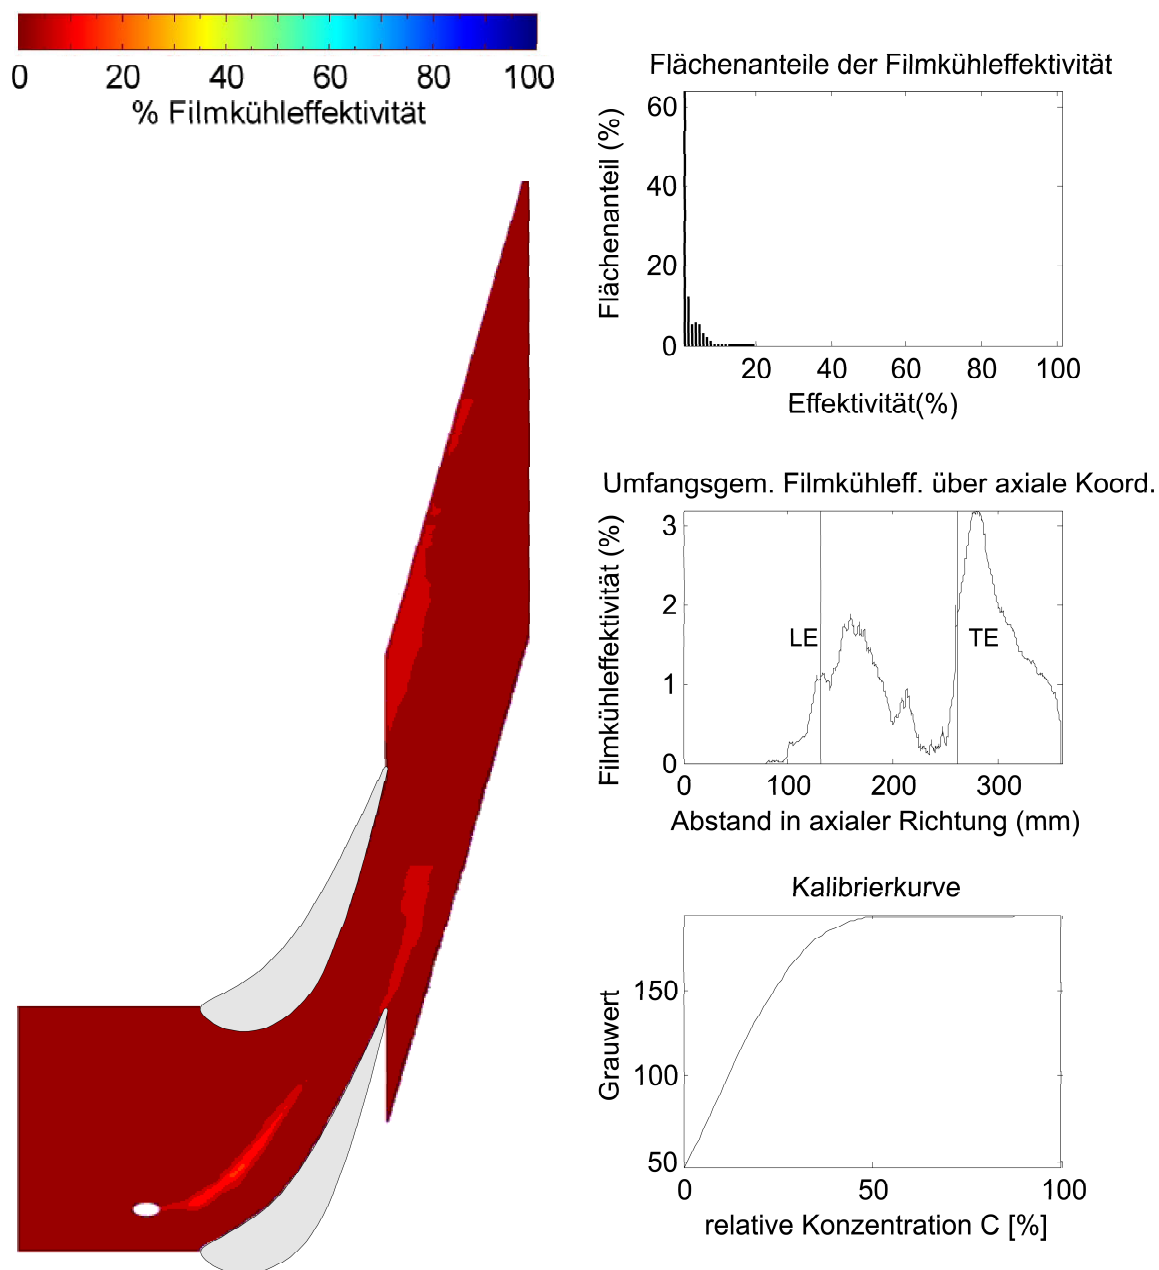 0 20 40 60 80 100
% Filmkühleffektivität
Flächenanteile der Filmkühleffektivität
60
40
20
0
Flächenanteil (%)
20 40 60 80 100
Effektivität(%)
Umfangsgem. Filmkühleff. über axiale Koord.
3
2
1
0
Filmkühleffektivität (%)
LE TE
0 100 200 300
Abstand in axialer Richtung (mm)
Kalibrierkurve
150
100
50
Grauwert
0 50 100
relative Konzentration C [%]